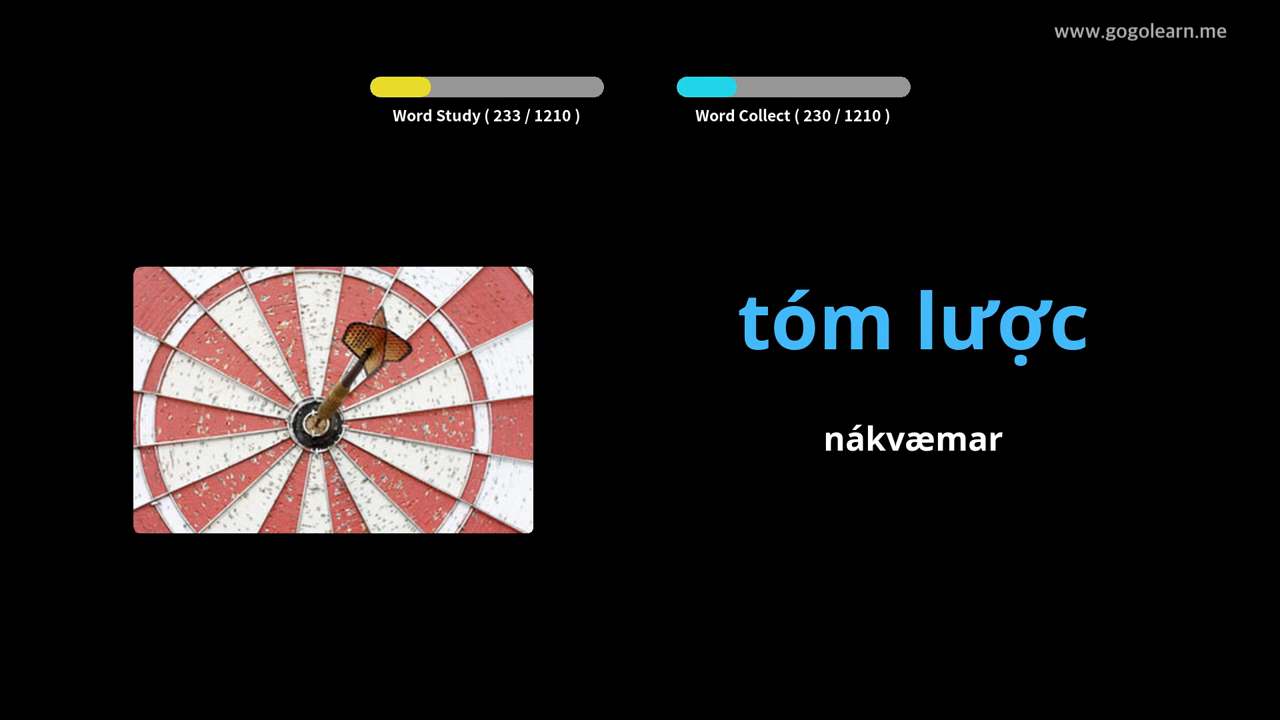 www.gogolearn.me
Word Study ( 233 / 1210 )
Word Collect ( 230 / 1210 )
tóm lược
nákvæmar